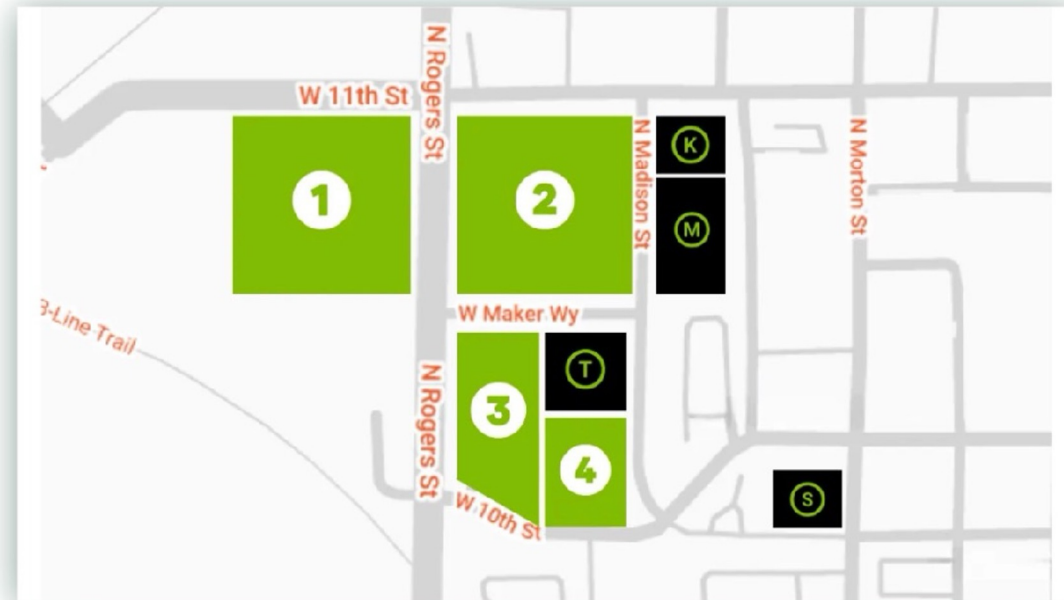 N Rogers St
W 11th St
1
2
N Madison St
K
M
N Morton St
W Maker Wy
B-Line Trail
N Rogers St
3
T
4
W 10th St
S